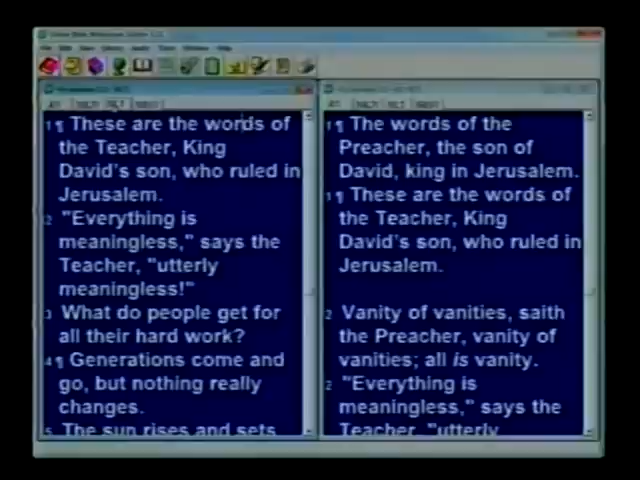 1 ¶ These are the words of
the Teacher, King
David's son, who ruled in
Jerusalem.
2 "Everything is
meaningless," says the
Teacher, "utterly
meaningless!"
3 What do people get for
all their hard work?
4 ¶ Generations come and
go, but nothing really
changes.
5 The sun rises and sets
1 ¶ The words of the
Preacher, the son of
David, king in Jerusalem.
1 ¶ These are the words of
the Teacher, King
David's son, who ruled in
Jerusalem.
2 Vanity of vanities, saith
the Preacher, vanity of
vanities; all is vanity.
2 "Everything is
meaningless," says the
Teacher, "utterly